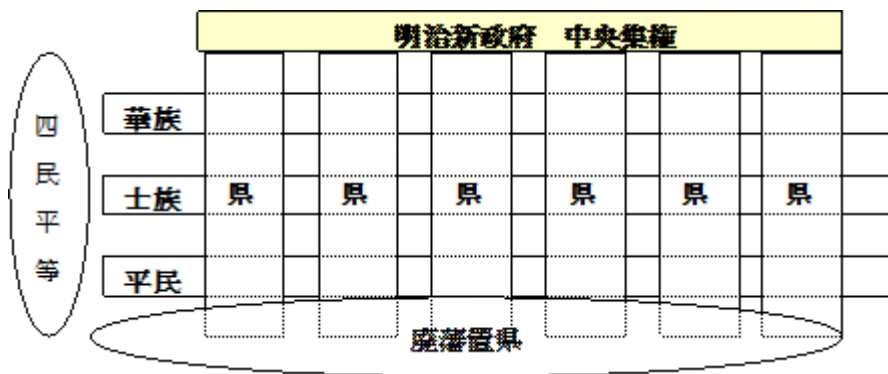 明治新政府　中央集権
四民平等
華族
士族 県 県 県 県 県 県
平民
廃藩置県